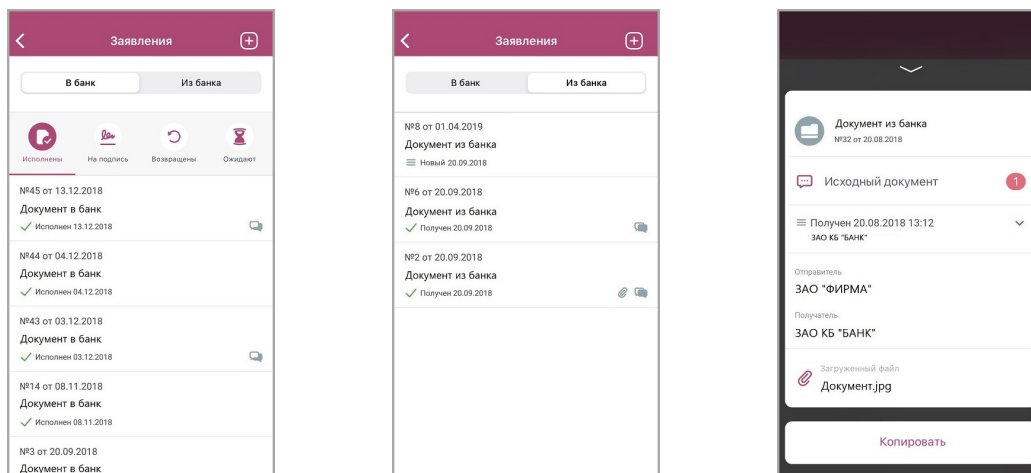 Заявления
В банк Из банка
Исполнены На подпись Возвращены Ожидают
№45 от 13.12.2018
Документ в банк
Исполнен 13.12.2018
№44 от 04.12.2018
Документ в банк
Исполнен 04.12.2018
№43 от 03.12.2018
Документ в банк
Исполнен 03.12.2018
№14 от 08.11.2018
Документ в банк
Исполнен 08.11.2018
№3 от 20.09.2018
Документ в банк
Заявления
В банк Из банка
№8 от 01.04.2019
Документ из банка
Новый 20.09.2018
№6 от 20.09.2018
Документ из банка
Получен 20.09.2018
№2 от 20.09.2018
Документ из банка
Получен 20.09.2018
Документ из банка
№32 от 20.08.2018
Исходный документ 1
Получен 20.08.2018 13:12
ЗАО КБ "БАНК"
Отправитель
ЗАО "ФИРМА"
Получатель
ЗАО КБ "БАНК"
Загруженный файл
Документ.jpg
Копировать